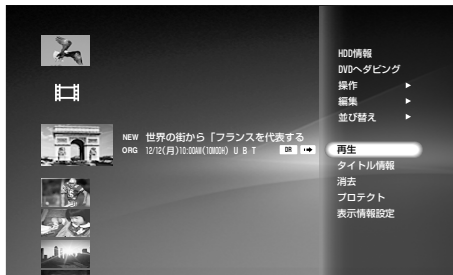 HDD情報
DVDへダビング
操作 ▶
編集 ▶
並び替え ▶
NEW 世界の街から「フランスを代表する
ORG 12/12(月)10:00AM(10MOOH) U B T DR
再生
タイトル情報
消去
プロテクト
表示情報設定